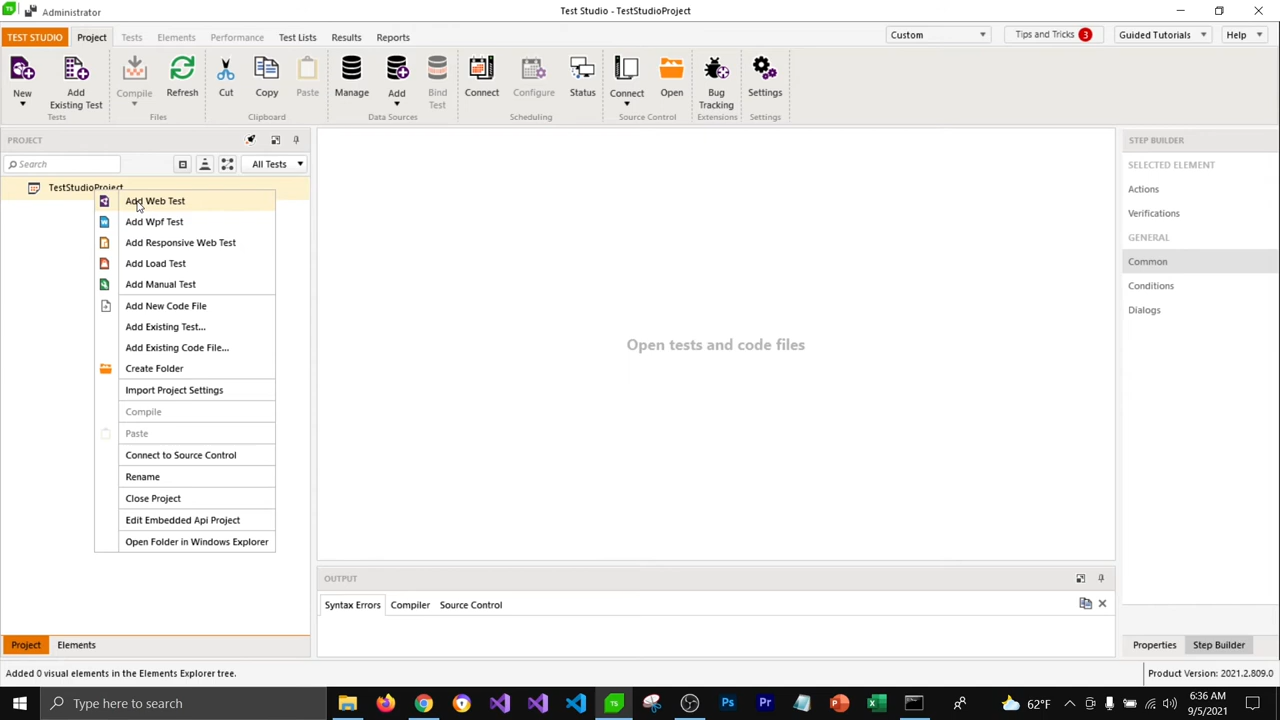 Administrator
Test Studio - TestStudioProject
TEST STUDIO
Project
Tests
Elements
Performance
Test Lists
Results
Reports
Custom
Tips and Tricks 3
Guided Tutorials
Help
New
Add Existing Test
Compile
Refresh
Cut
Copy
Paste
Manage
Add
Bind Test
Connect
Configure
Status
Connect
Open
Bug Tracking
Settings
Tests
Files
Clipboard
Data Sources
Scheduling
Source Control
Extensions
Settings
PROJECT
Search
All Tests
TestStudioProject
Add Web Test
Add Wpf Test
Add Responsive Web Test
Add Load Test
Add Manual Test
Add New Code File
Add Existing Test...
Add Existing Code File...
Create Folder
Import Project Settings
Compile
Paste
Connect to Source Control
Rename
Close Project
Edit Embedded Api Project
Open Folder in Windows Explorer
Open tests and code files
STEP BUILDER
SELECTED ELEMENT
Actions
Verifications
GENERAL
Common
Conditions
Dialogs
OUTPUT
Syntax Errors
Compiler
Source Control
Project
Elements
Properties
Step Builder
Added 0 visual elements in the Elements Explorer tree.
Product Version: 2021.2.809.0
Type here to search
62°F
6:36 AM
9/5/2021